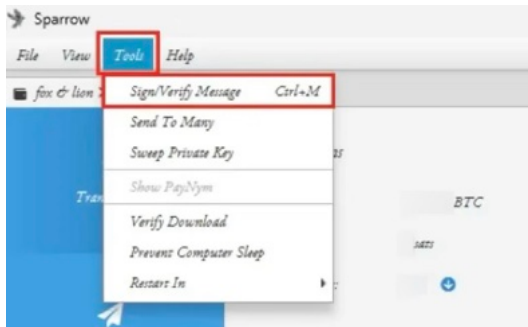 Sparrow
File View Tools Help
fox & lion
Sign/Verify Message Ctrl+M
Send To Many
Sweep Private Key
Show PayNym
Verify Download
Prevent Computer Sleep
Restart In
BTC
sats